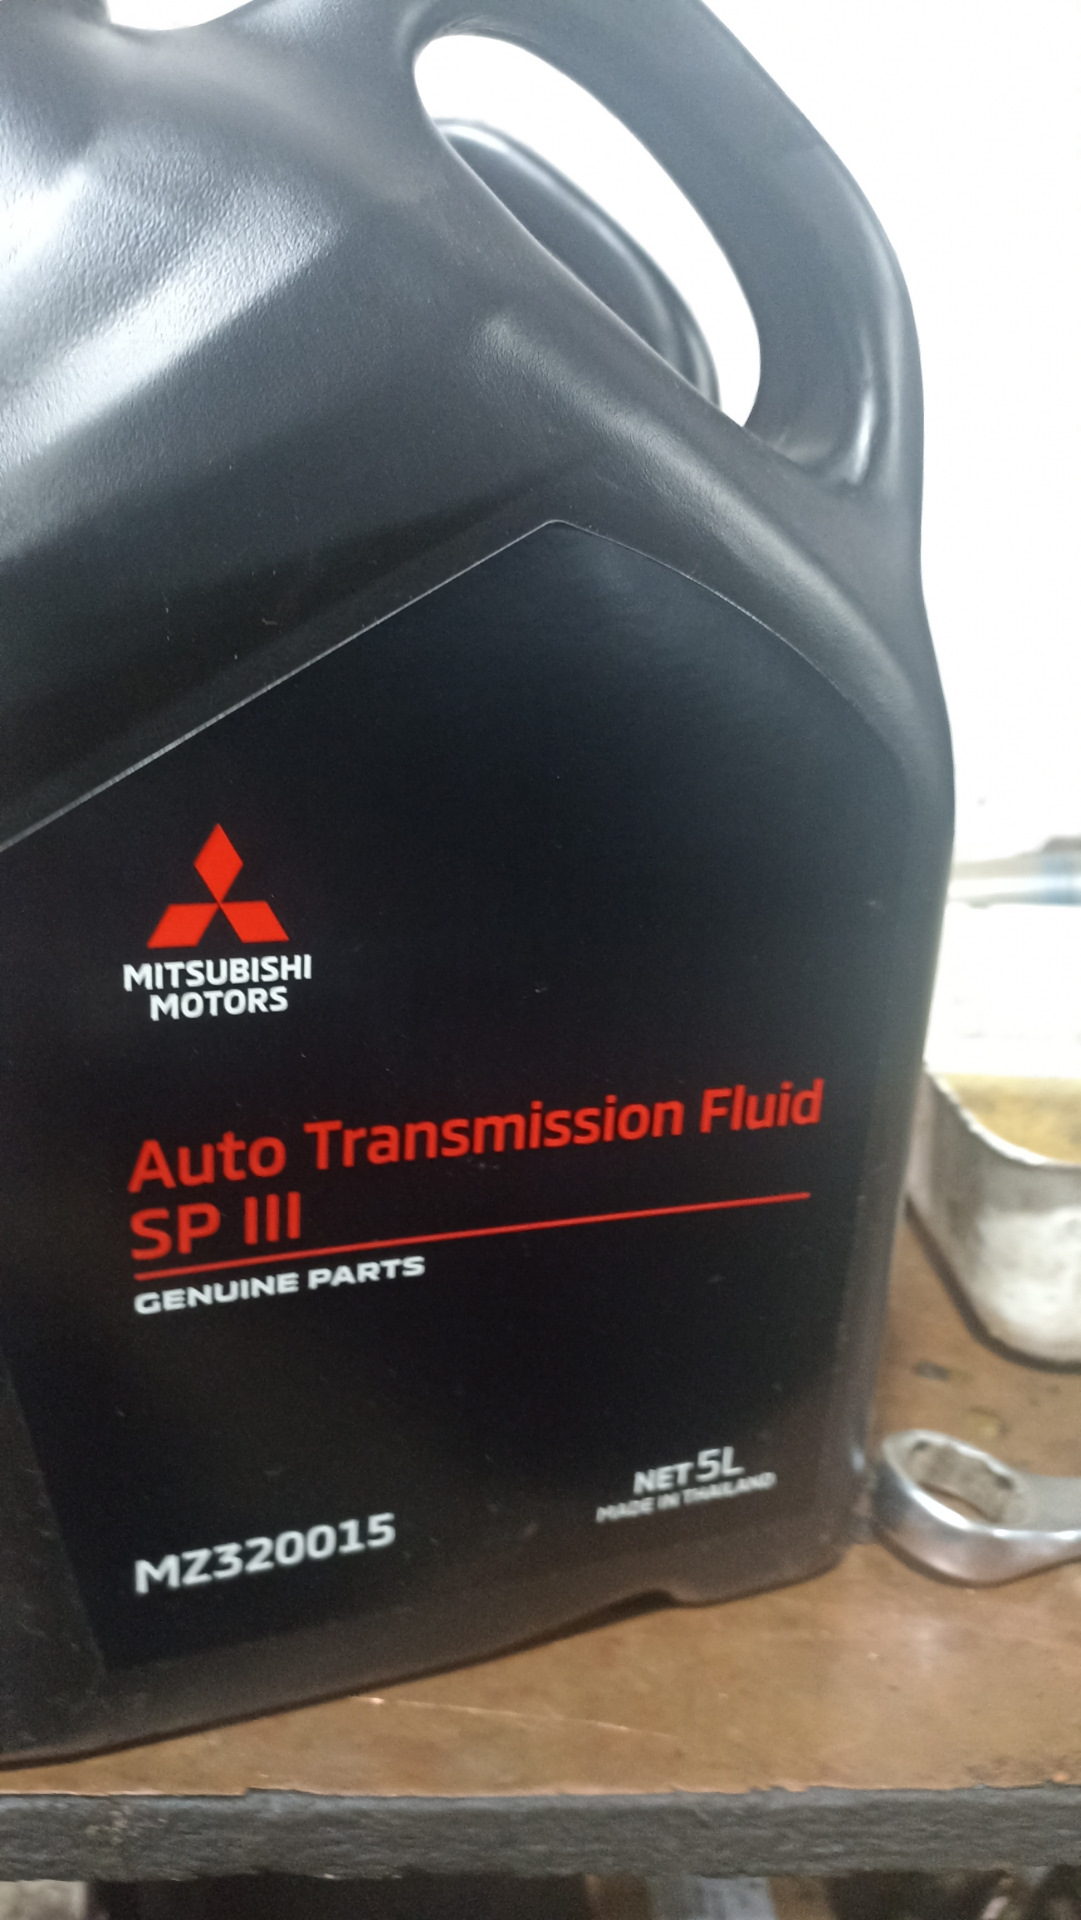 MITSUBISHI
MOTORS
Auto Transmission Fluid
SP III
GENUINE PARTS
NET 5L
MADE IN THAILAND
MZ320015